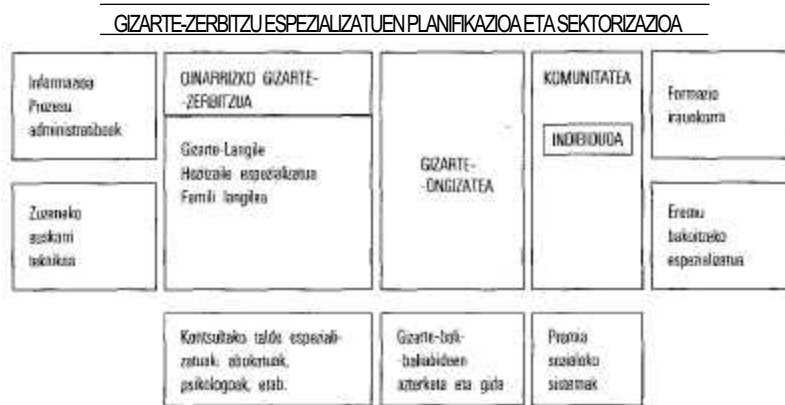 GIZARTE-ZERBITZU ESPEZIALIZATUEN PLANIFIKAZIOA ETA SEKTORIZAZIOA
Informazioa
Prozesu
administratiboak
Zuzeneko
auskarri
teknikoa
OINARRIZKO GIZARTE-
-ZERBITZUA
Gizarte-Langile
Hezitzaile espezializatua
Famili langilea
GIZARTE-
-ONGIZATEA
KOMUNITATEA
INDIBIDUOA
Formazio
iraunkorra
Eremu
bakoitzeko
espezializatua
Kontsultako talde espeziali-
zatuak: abokatuak,
psikologoak, etab.
Gizarte-bali-
-baliabideen
azterketa eta gida
Premia
sozialeko
sistemak